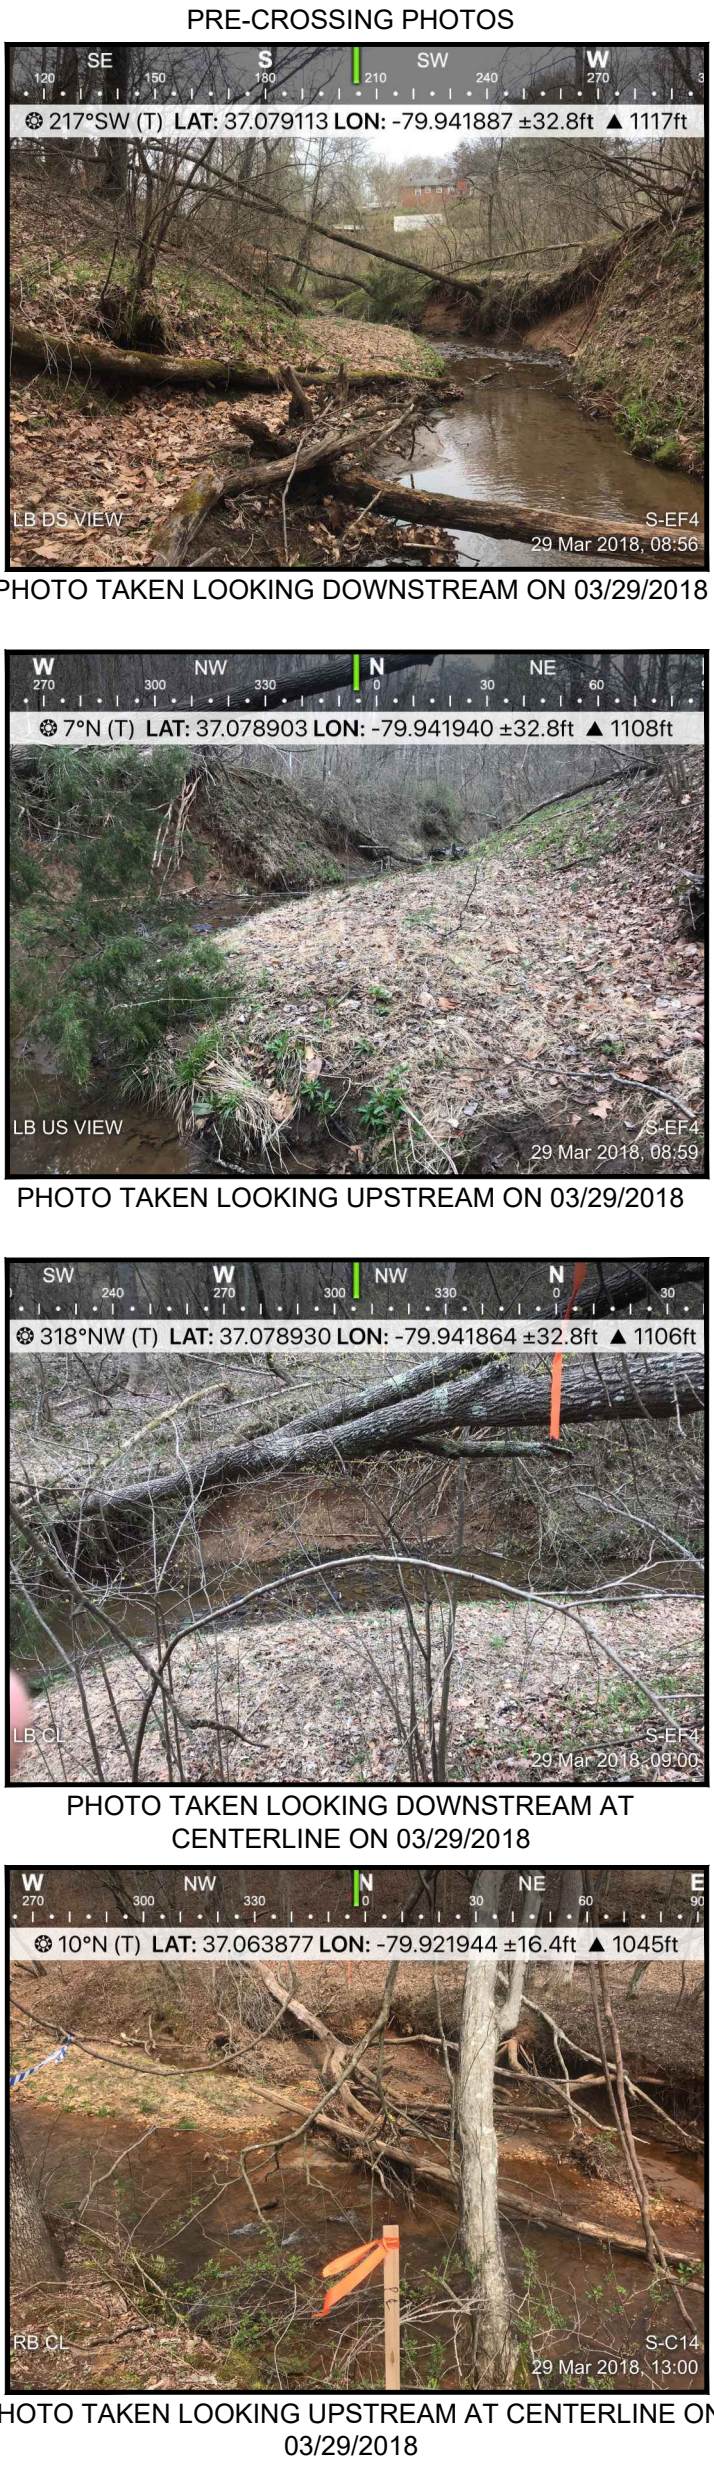 PRE-CROSSING PHOTOS
SE S SW W
120 150 180 210 240 270 3
217°SW (T) LAT: 37.079113 LON: -79.941887 ±32.8ft ▲ 1117ft
LB DS VIEW
S-EF4
29 Mar 2018, 08:56
PHOTO TAKEN LOOKING DOWNSTREAM ON 03/29/2018
W NW N NE
270 300 330 0 30 60
7°N (T) LAT: 37.078903 LON: -79.941940 ±32.8ft ▲ 1108ft
LB US VIEW
S-EF4
29 Mar 2018, 08:59
PHOTO TAKEN LOOKING UPSTREAM ON 03/29/2018
SW W NW N
240 270 300 330 0 30
318°NW (T) LAT: 37.078930 LON: -79.941864 ±32.8ft ▲ 1106ft
LB CL
S-EF4
29 Mar 2018, 09:00
PHOTO TAKEN LOOKING DOWNSTREAM AT
CENTERLINE ON 03/29/2018
W NW N NE E
270 300 330 0 30 60 90
10°N (T) LAT: 37.063877 LON: -79.921944 ±16.4ft ▲ 1045ft
RB CL
S-C14
29 Mar 2018, 13:00
HOTO TAKEN LOOKING UPSTREAM AT CENTERLINE ON
03/29/2018